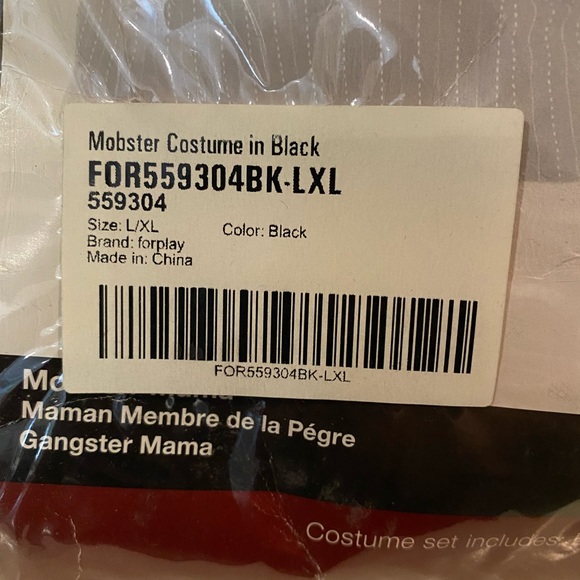 Mobster Costume in Black
FOR559304BK-LXL
559304
Size: L/XL
Color: Black
Brand: forplay
Made in: China
FOR559304BK-LXL
Maman Membre de la Pégre
Gangster Mama
Costume set includes